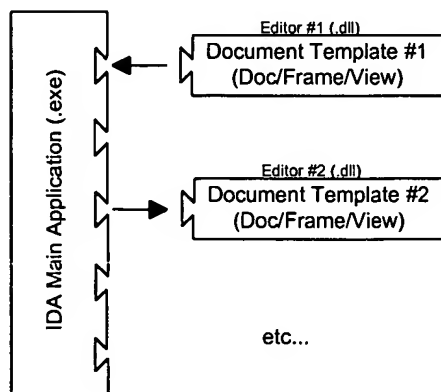 IDA Main Application (.exe)
Editor #1 (.dll)
Document Template #1
(Doc/Frame/View)
Editor #2 (.dll)
Document Template #2
(Doc/Frame/View)
etc...